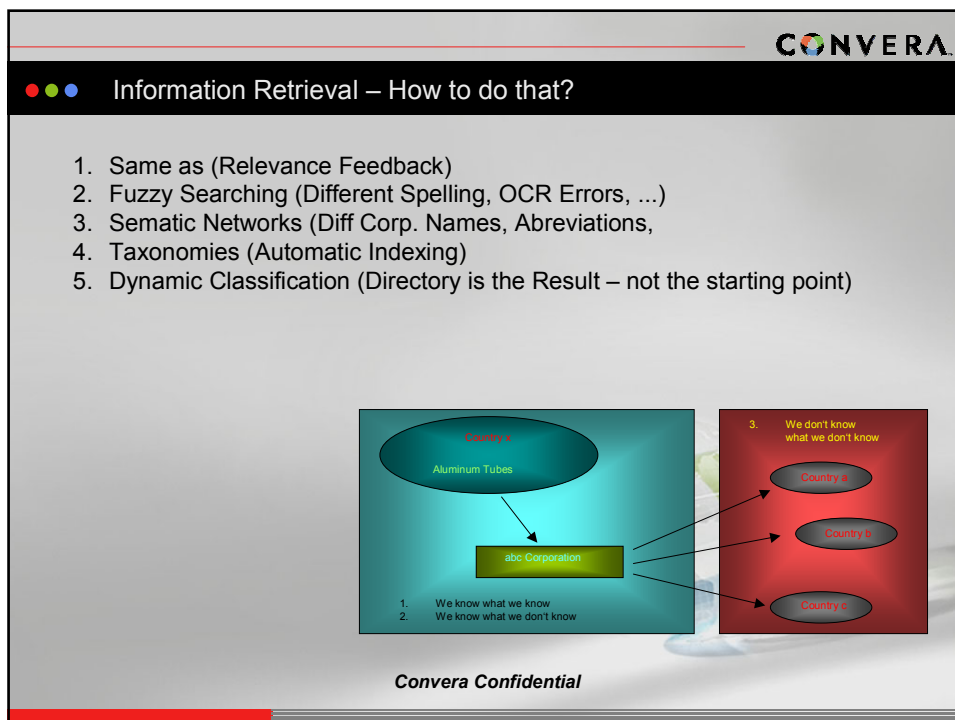 CONVERA™
Information Retrieval – How to do that?
1. Same as (Relevance Feedback)
2. Fuzzy Searching (Different Spelling, OCR Errors, ...)
3. Sematic Networks (Diff Corp. Names, Abreviations,
4. Taxonomies (Automatic Indexing)
5. Dynamic Classification (Directory is the Result – not the starting point)
Country x
Aluminum Tubes
abc Corporation
1. We know what we know
2. We know what we don't know
3. We don't know
what we don't know
Country a
Country b
Country c
Convera Confidential